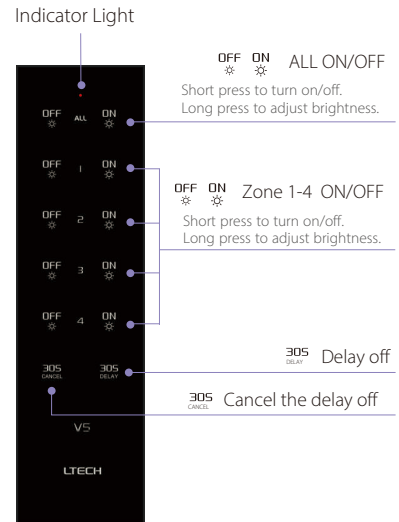 Indicator Light
OFF ON ALL ON/OFF
Short press to turn on/off.
Long press to adjust brightness.
OFF ALL ON
OFF 1 ON
OFF ON Zone 1-4 ON/OFF
Short press to turn on/off.
Long press to adjust brightness.
OFF 2 ON
OFF 3 ON
OFF 4 ON
30S DELAY Delay off
30S CANCEL 30S DELAY
30S CANCEL Cancel the delay off
V5
LTECH